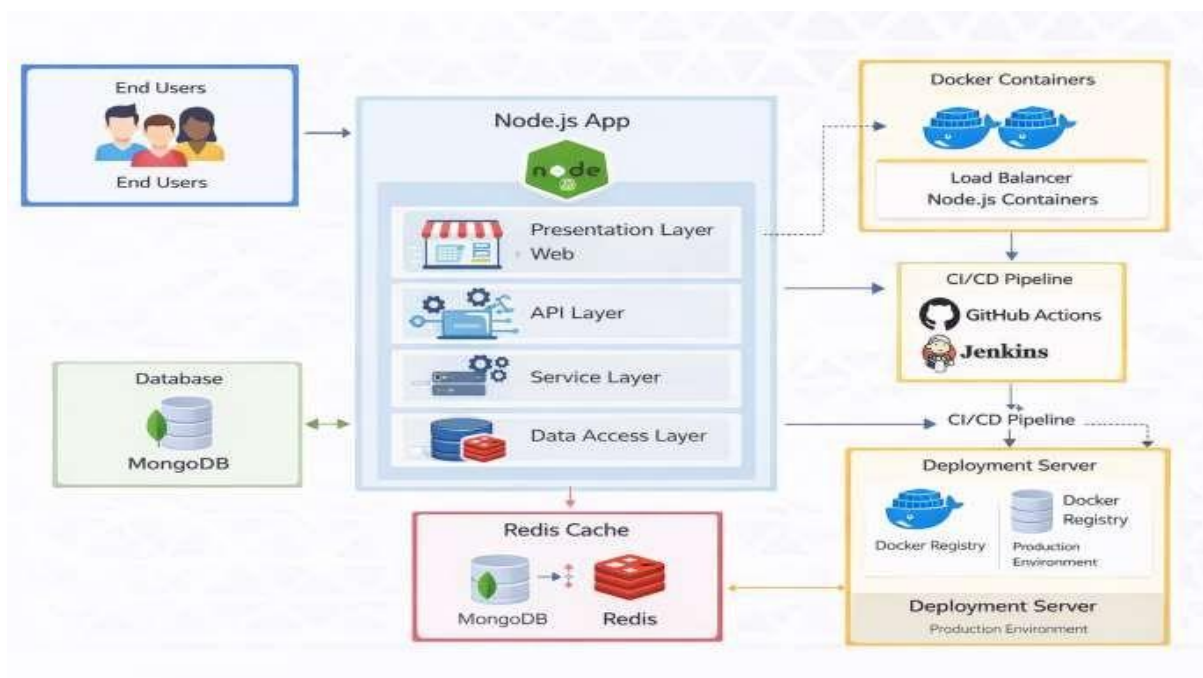 End Users
End Users
Node.js App
node
JS
Presentation Layer
Web
API Layer
Service Layer
Data Access Layer
Database
MongoDB
Redis Cache
MongoDB
Redis
Docker Containers
Load Balancer
Node.js Containers
CI/CD Pipeline
GitHub Actions
Jenkins
CI/CD Pipeline
Deployment Server
Docker Registry
Docker
Registry
Production
Environment
Deployment Server
Production Environment